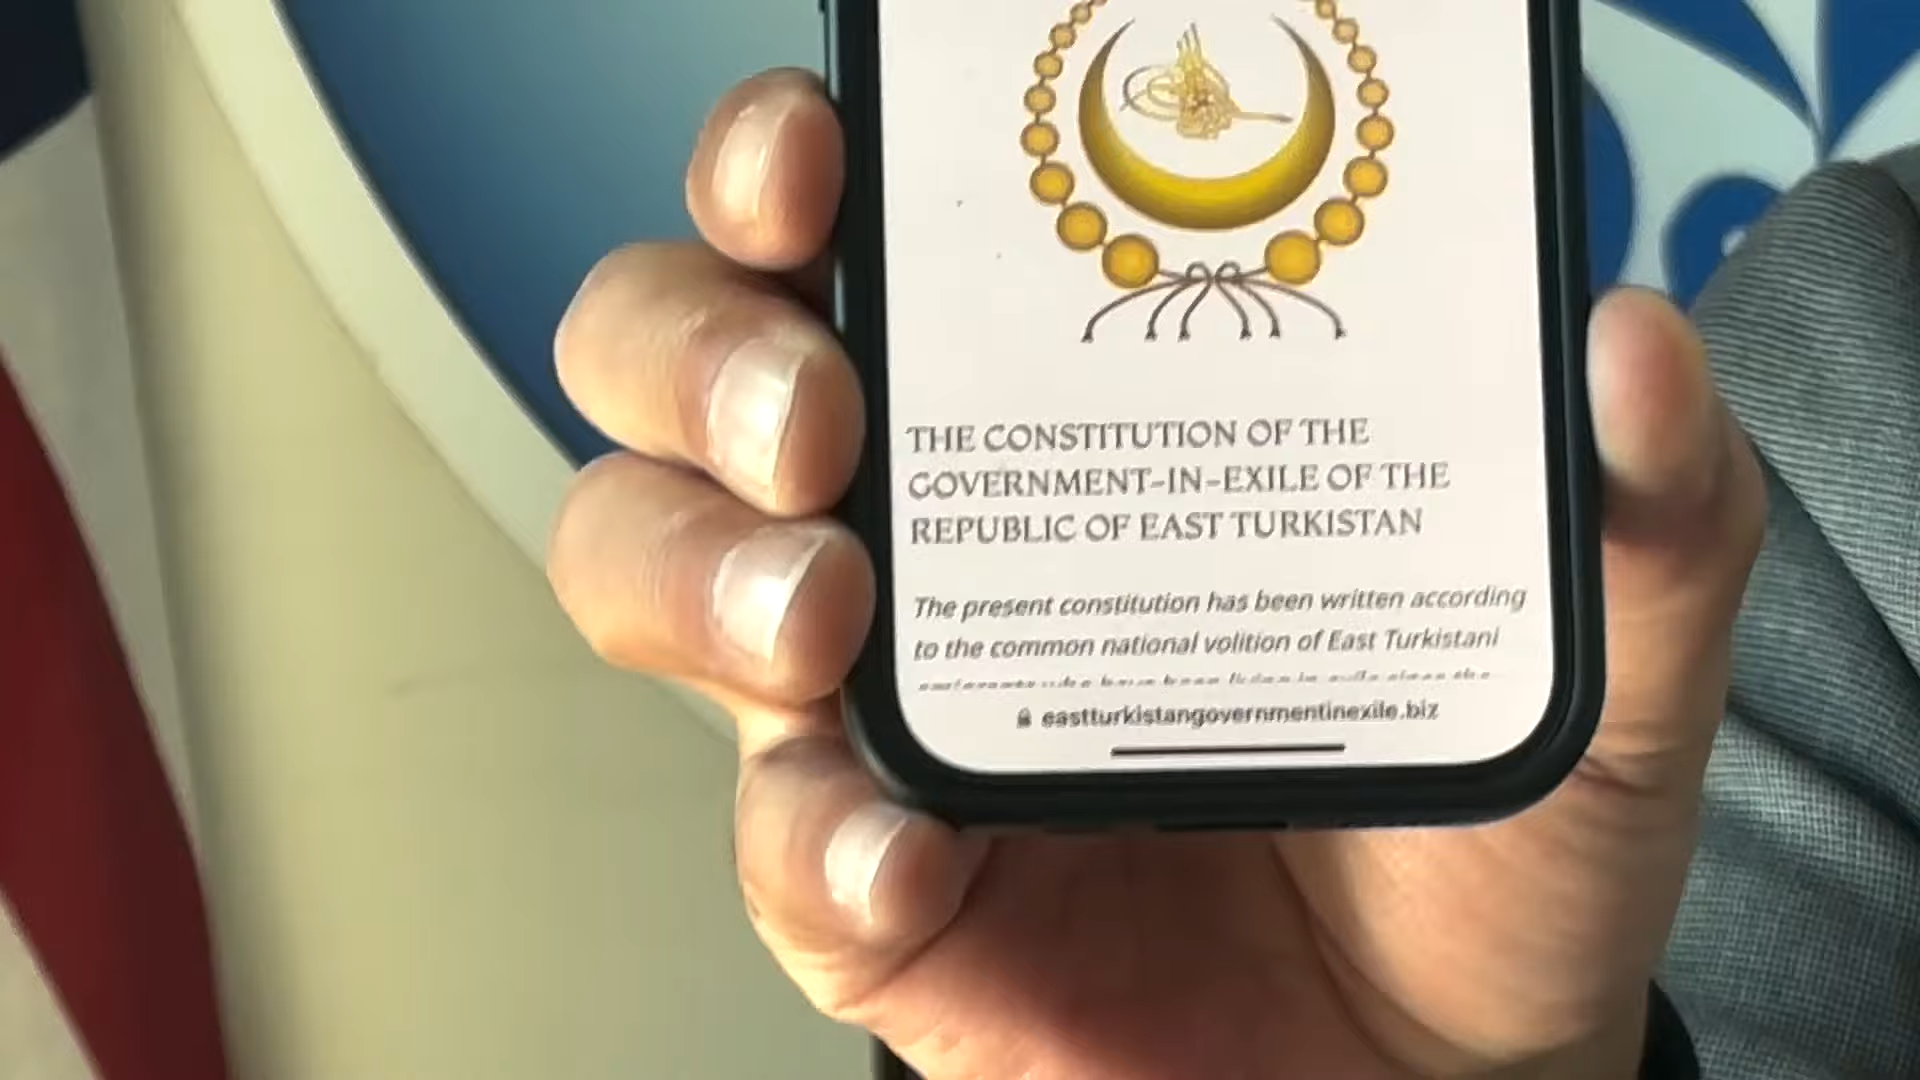 THE CONSTITUTION OF THE
GOVERNMENT-IN-EXILE OF THE
REPUBLIC OF EAST TURKISTAN
The present constitution has been written according
to the common national volition of East Turkistani
eastturkistangovernmentinexile.biz